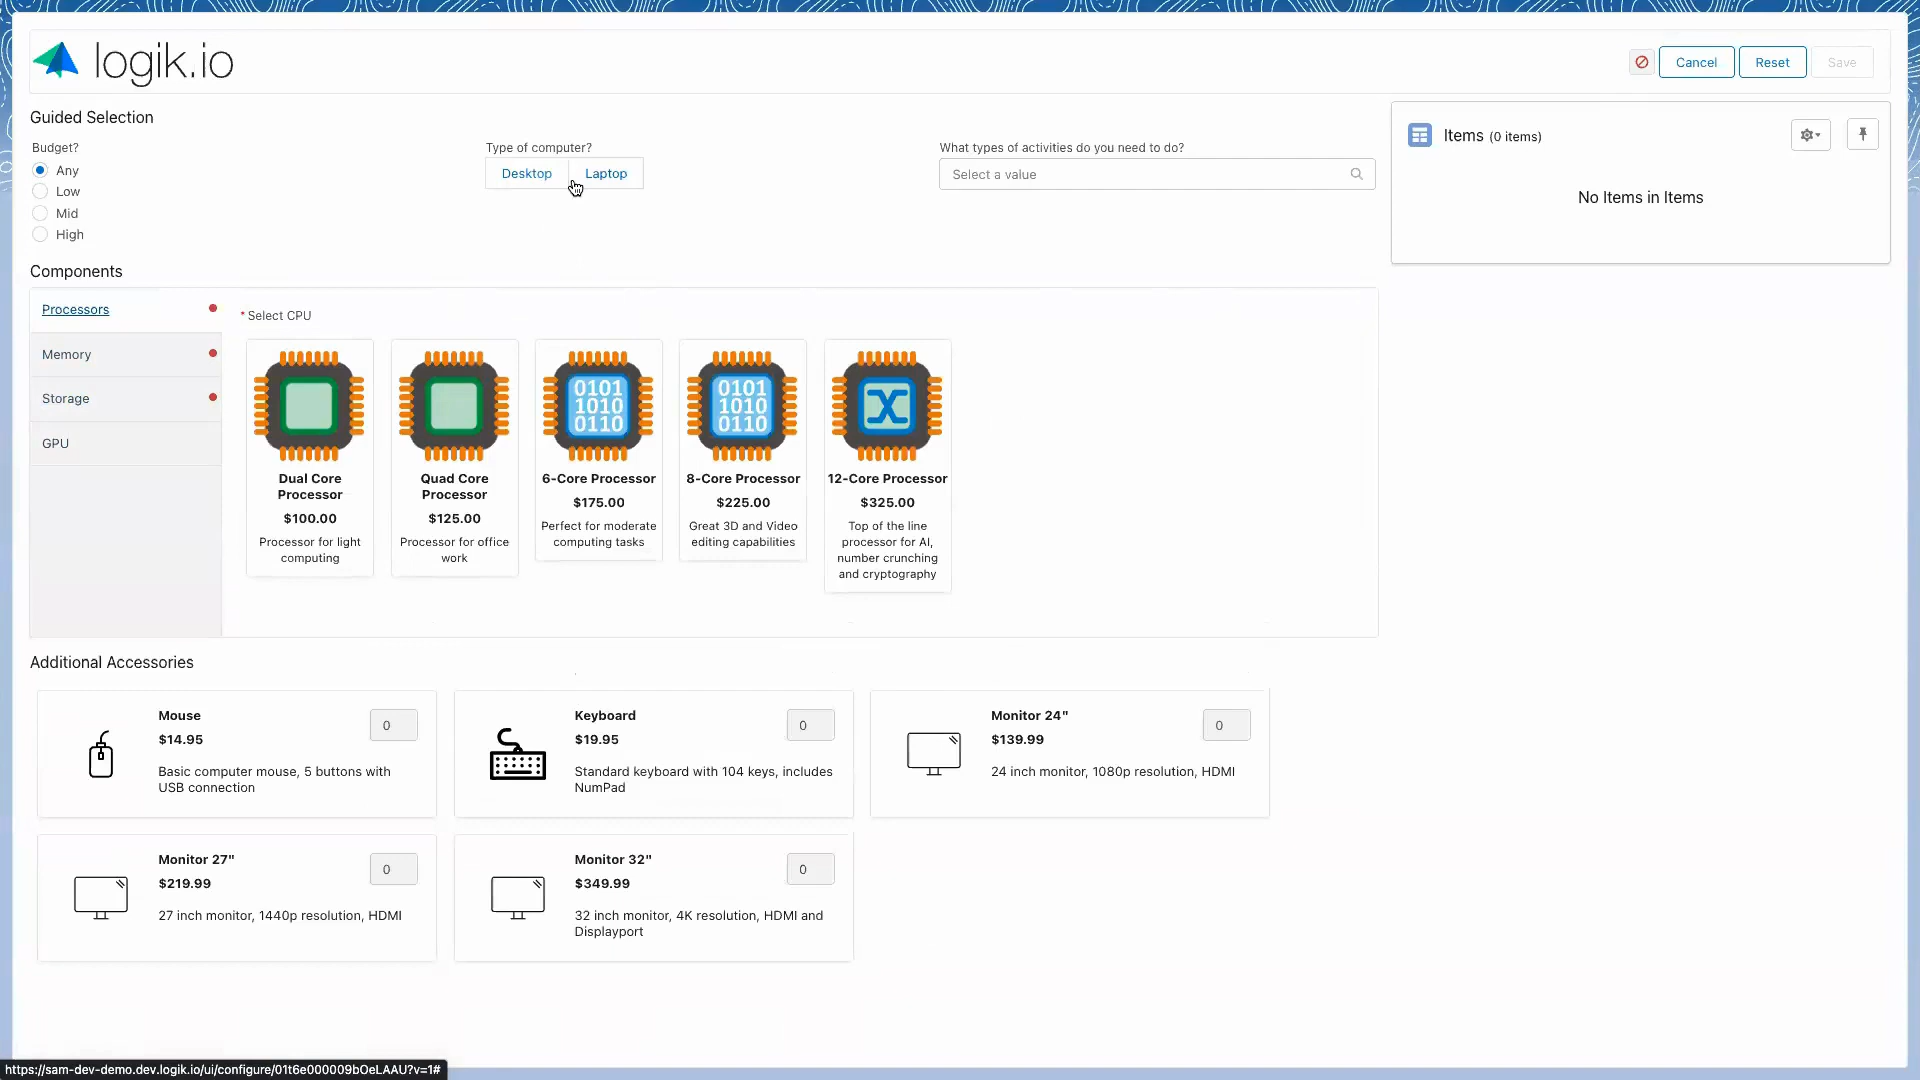 logik.io
Cancel
Reset
Save
Guided Selection
Budget?
Any
Low
Mid
High
Type of computer?
Desktop
Laptop
What types of activities do you need to do?
Select a value
Items (0 items)
No Items in Items
Components
Processors
Memory
Storage
GPU
* Select CPU
0101
1010
0110
0101
1010
0110
Dual Core
Processor
$100.00
Processor for light
computing
Quad Core
Processor
$125.00
Processor for office
work
6-Core Processor
$175.00
Perfect for moderate
computing tasks
8-Core Processor
$225.00
Great 3D and Video
editing capabilities
12-Core Processor
$325.00
Top of the line
processor for AI,
number crunching
and cryptography
Additional Accessories
Mouse
$14.95
0
Basic computer mouse, 5 buttons with
USB connection
Keyboard
$19.95
0
Standard keyboard with 104 keys, includes
NumPad
Monitor 24"
$139.99
0
24 inch monitor, 1080p resolution, HDMI
Monitor 27"
$219.99
0
27 inch monitor, 1440p resolution, HDMI
Monitor 32"
$349.99
0
32 inch monitor, 4K resolution, HDMI and
Displayport
https://sam-dev-demo.dev.logik.io/ui/configure/01t6e000009bOeLAAU?v=1#